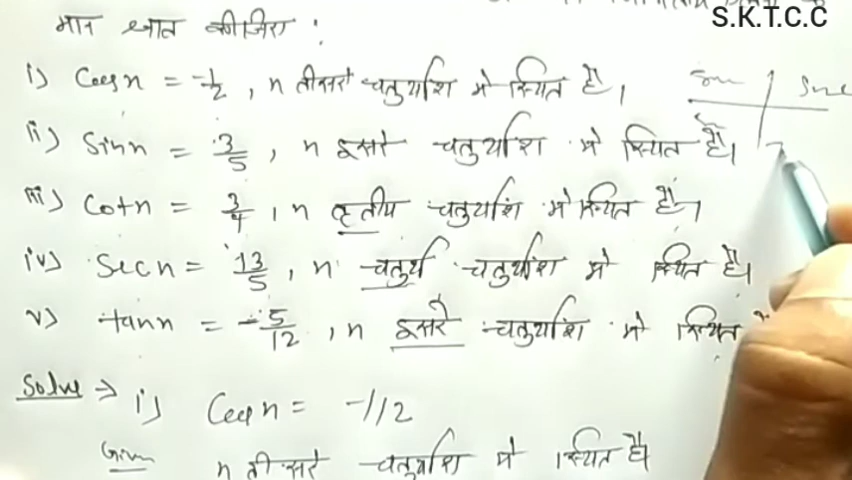 S.K.T.C.C
मान ज्ञात कीजिए :
i) Cosx = -1/2 , x तीसरे चतुर्थांश में स्थित है।
ii) Sinx = 3/5 , x दूसरे चतुर्थांश में स्थित है।
iii) Cotx = 3/4 , x तृतीय चतुर्थांश में स्थित है।
iv) Secx = 13/5 , x चतुर्थ चतुर्थांश में स्थित है।
v) tanx = -5/12 , x दूसरे चतुर्थांश में स्थित
Solve → i) Cosx = -1/2
Given x तीसरे चतुर्थांश में स्थित है।